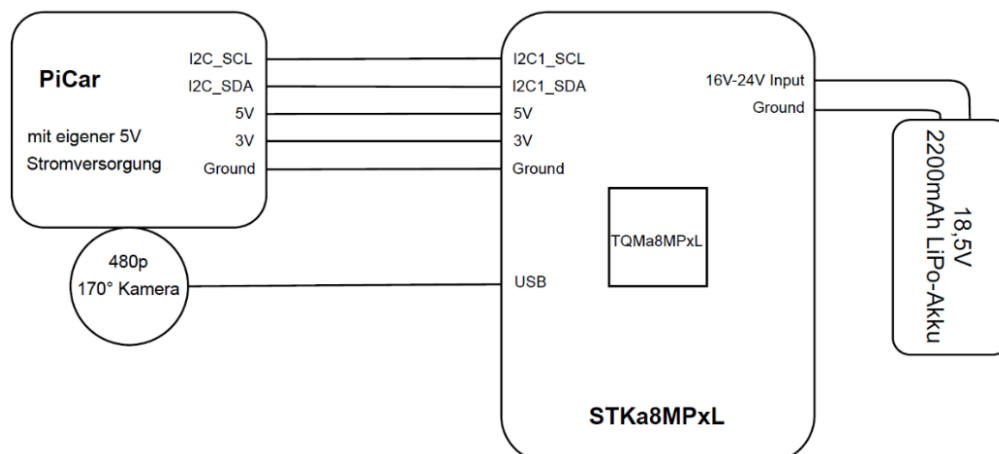 PiCar
mit eigener 5V
Stromversorgung
I2C_SCL
I2C_SDA
5V
3V
Ground
480p
170° Kamera
I2C1_SCL
I2C1_SDA
5V
3V
Ground
USB
TQMa8MPxL
STKa8MPxL
16V-24V Input
Ground
18,5V
2200mAh LiPo-Akku